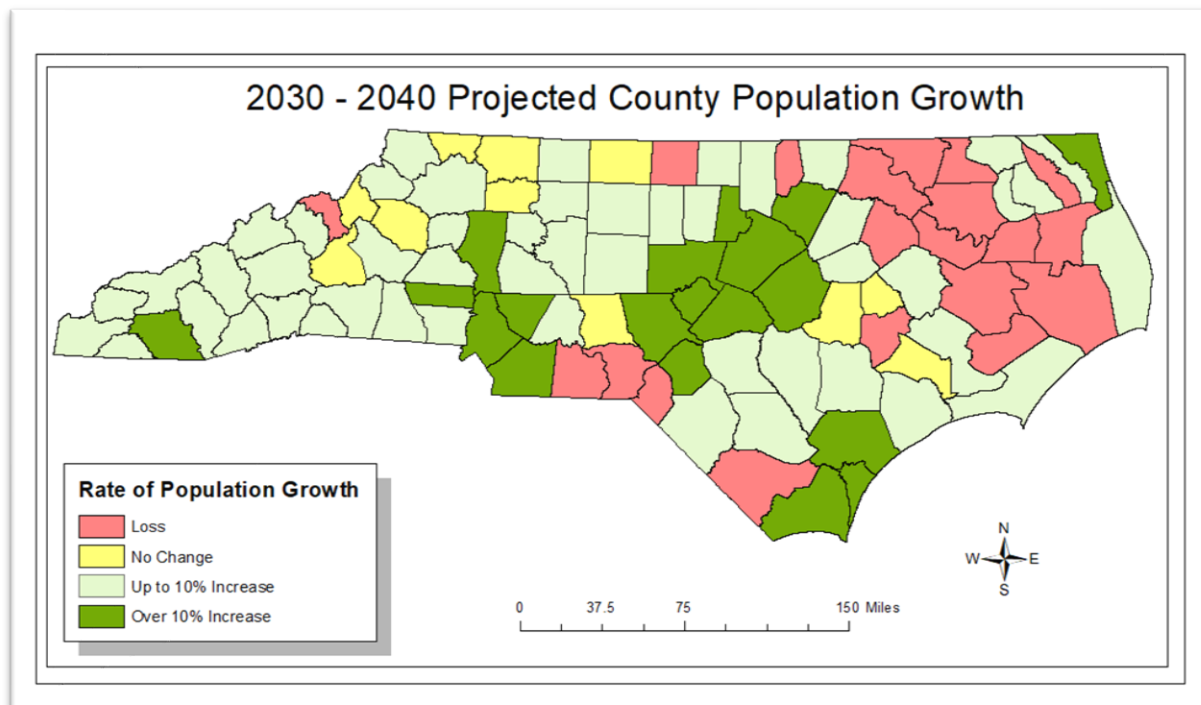 2030 - 2040 Projected County Population Growth
Rate of Population Growth
Loss
No Change
Up to 10% Increase
Over 10% Increase
N
W E
S
0 37.5 75 150 Miles